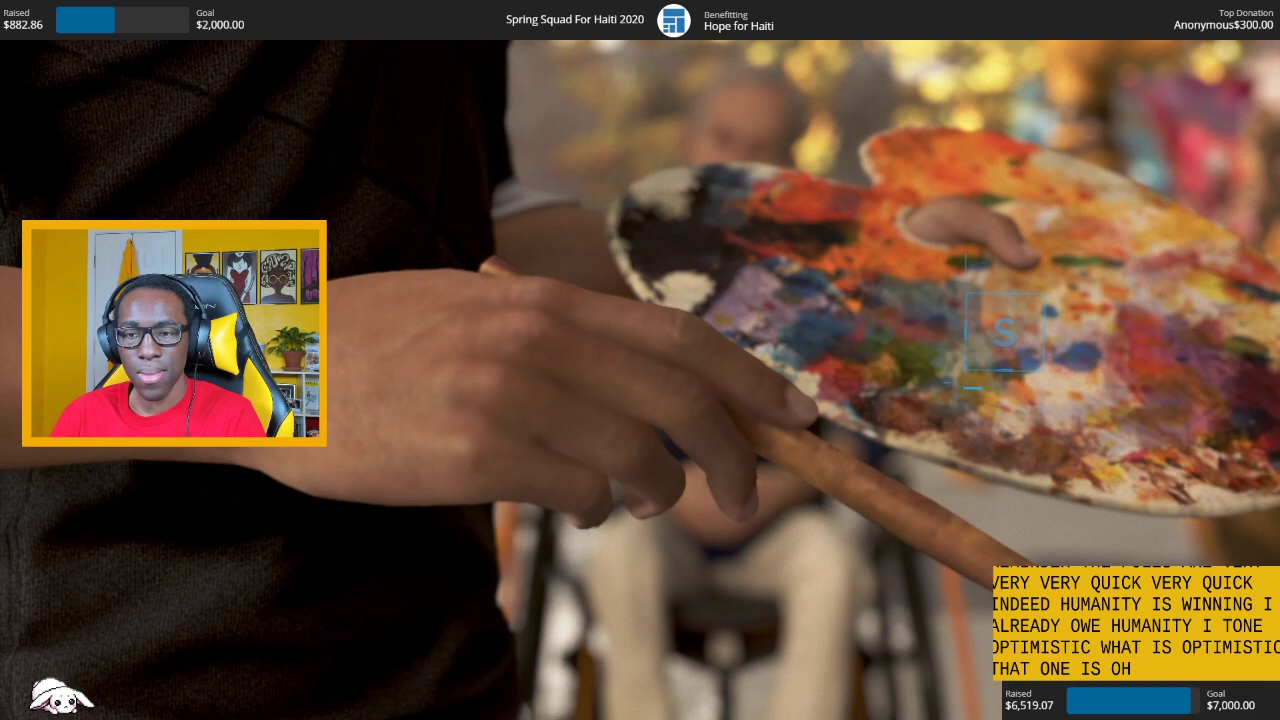 Raised
$882.86
Goal
$2,000.00
Spring Squad For Haiti 2020
Benefitting
Hope for Haiti
Top Donation
Anonymous$300.00
S
VERY VERY QUICK VERY QUICK
INDEED HUMANITY IS WINNING I
ALREADY OWE HUMANITY I TONE
OPTIMISTIC WHAT IS OPTIMISTIC
THAT ONE IS OH
Raised
$6,519.07
Goal
$7,000.00